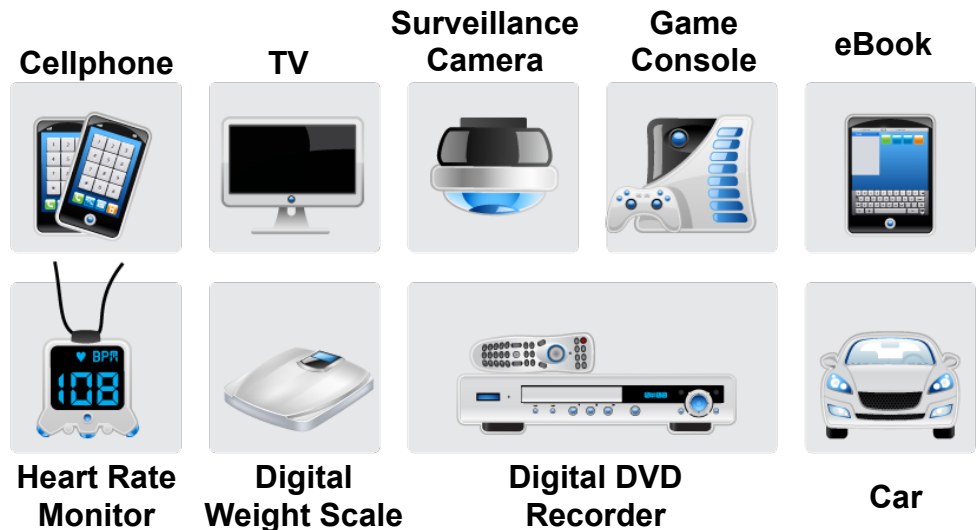 Cellphone
TV
Surveillance
Camera
Game
Console
eBook
BPM
108
Heart Rate
Monitor
Digital
Weight Scale
Digital DVD
Recorder
Car